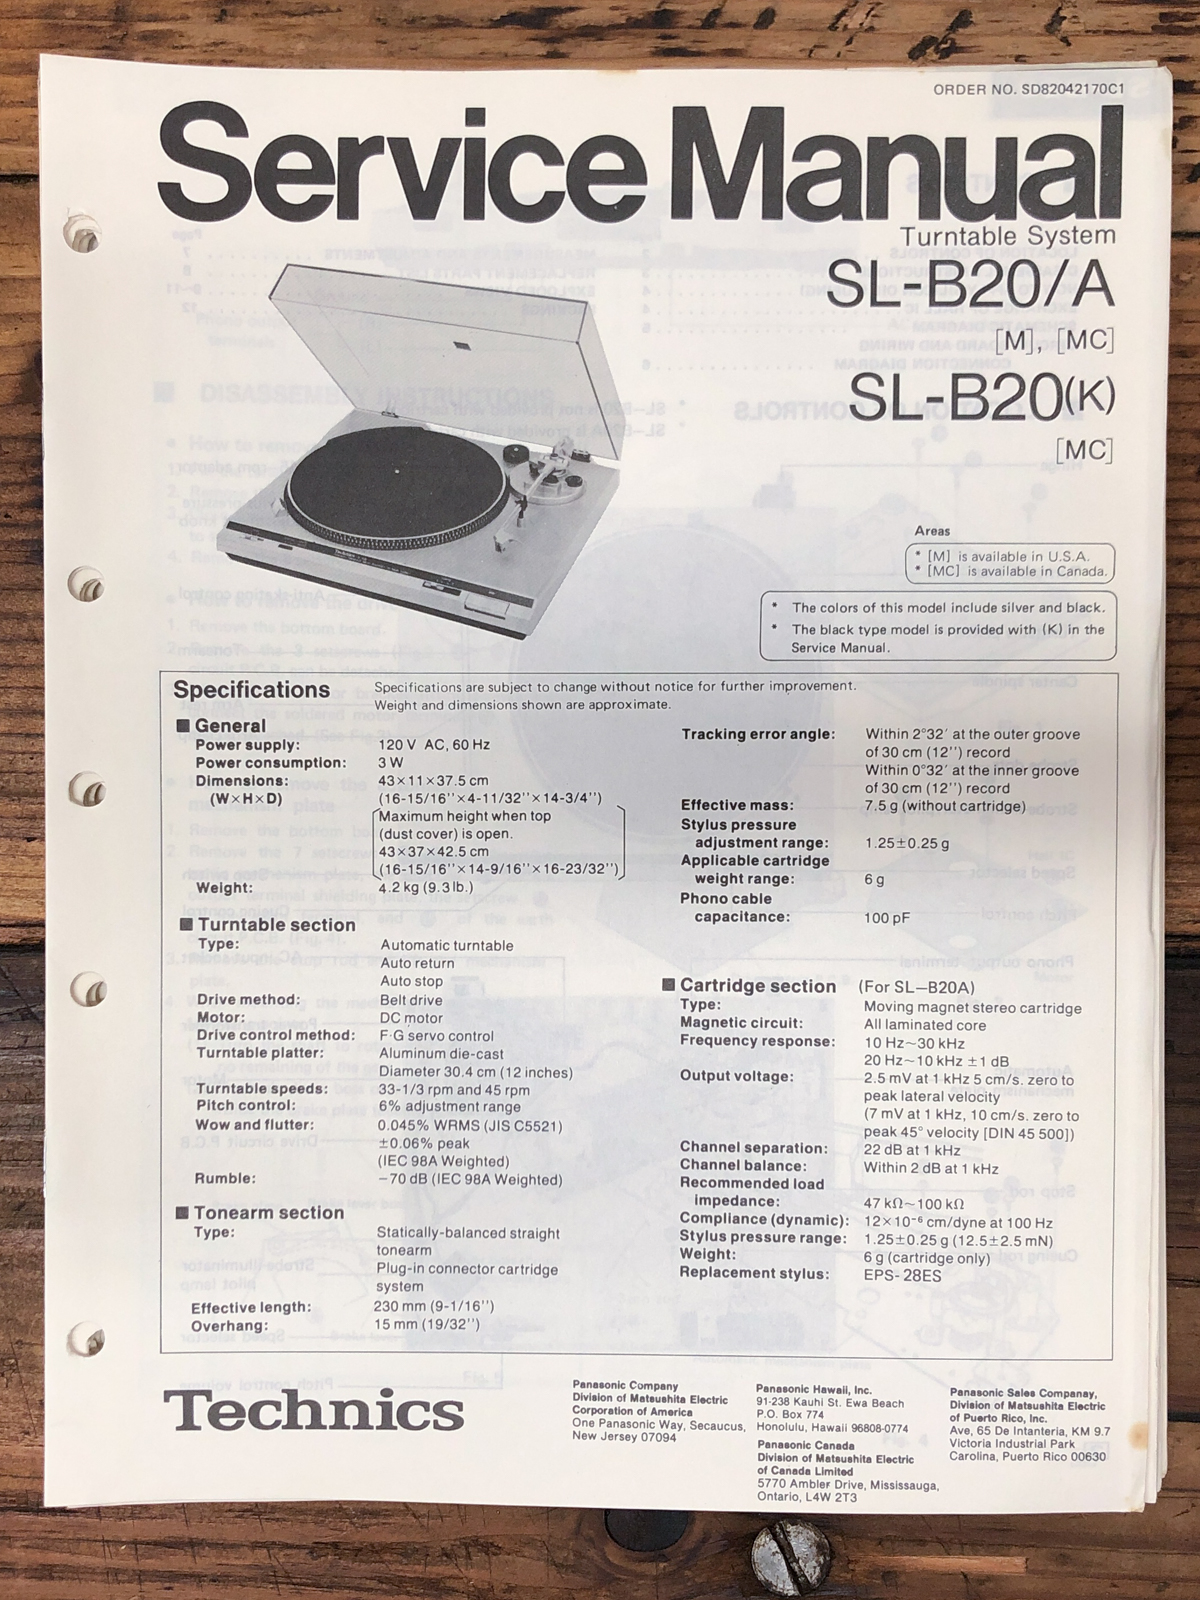 ORDER NO. SD82042170C1
Service Manual
Turntable System
SL-B20/A
[M], [MC]
SL-B20(K)
[MC]
Areas
* [M] is available in U.S.A.
* [MC] is available in Canada.
* The colors of this model include silver and black.
* The black type model is provided with (K) in the
Service Manual.
Specifications
Specifications are subject to change without notice for further improvement.
Weight and dimensions shown are approximate.
■ General
Power supply: 120 V AC, 60 Hz
Power consumption: 3 W
Dimensions: 43×11×37.5 cm
(W×H×D) (16-15/16''×4-11/32''×14-3/4'')
Maximum height when top
(dust cover) is open.
43×37×42.5 cm
(16-15/16''×14-9/16''×16-23/32'')
Weight: 4.2 kg (9.3 lb.)
■ Turntable section
Type: Automatic turntable
Auto return
Auto stop
Drive method: Belt drive
Motor: DC motor
Drive control method: F·G servo control
Turntable platter: Aluminum die-cast
Diameter 30.4 cm (12 inches)
Turntable speeds: 33-1/3 rpm and 45 rpm
Pitch control: 6% adjustment range
Wow and flutter: 0.045% WRMS (JIS C5521)
±0.06% peak
(IEC 98A Weighted)
Rumble: −70 dB (IEC 98A Weighted)
■ Tonearm section
Type: Statically-balanced straight
tonearm
Plug-in connector cartridge
system
Effective length: 230 mm (9-1/16'')
Overhang: 15 mm (19/32'')
Tracking error angle: Within 2°32′ at the outer groove
of 30 cm (12'') record
Within 0°32′ at the inner groove
of 30 cm (12'') record
Effective mass: 7.5 g (without cartridge)
Stylus pressure
adjustment range: 1.25±0.25 g
Applicable cartridge
weight range: 6 g
Phono cable
capacitance: 100 pF
■ Cartridge section (For SL—B20A)
Type: Moving magnet stereo cartridge
Magnetic circuit: All laminated core
Frequency response: 10 Hz~30 kHz
20 Hz~10 kHz ±1 dB
Output voltage: 2.5 mV at 1 kHz 5 cm/s. zero to
peak lateral velocity
(7 mV at 1 kHz, 10 cm/s. zero to
peak 45° velocity [DIN 45 500])
Channel separation: 22 dB at 1 kHz
Channel balance: Within 2 dB at 1 kHz
Recommended load
impedance: 47 kΩ~100 kΩ
Compliance (dynamic): 12×10⁻⁶ cm/dyne at 100 Hz
Stylus pressure range: 1.25±0.25 g (12.5±2.5 mN)
Weight: 6 g (cartridge only)
Replacement stylus: EPS-28ES
Technics
Panasonic Company
Division of Matsushita Electric
Corporation of America
One Panasonic Way, Secaucus,
New Jersey 07094
Panasonic Hawaii, Inc.
91-238 Kauhi St. Ewa Beach
P.O. Box 774
Honolulu, Hawaii 96808-0774
Panasonic Canada
Division of Matsushita Electric
of Canada Limited
5770 Ambler Drive, Mississauga,
Ontario, L4W 2T3
Panasonic Sales Companay,
Division of Matsushita Electric
of Puerto Rico, Inc.
Ave, 65 De Intanteria, KM 9.7
Victoria Industrial Park
Carolina, Puerto Rico 00630